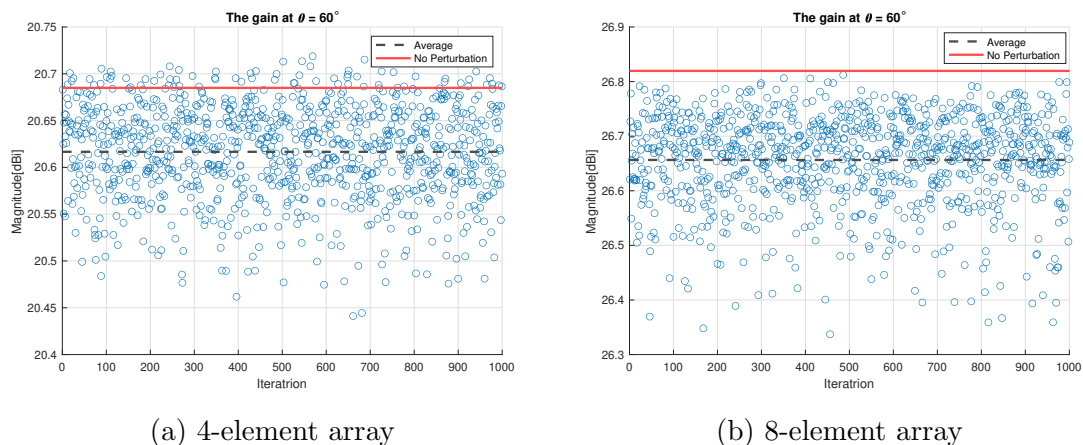 The gain at θ = 60°
20.75
20.7
20.65
20.6
20.55
20.5
20.45
20.4
Magnitude[dBi]
Average
No Perturbation
0 100 200 300 400 500 600 700 800 900 1000
Iteratrion
(a) 4-element array
The gain at θ = 60°
26.9
26.8
26.7
26.6
26.5
26.4
26.3
Magnitude[dBi]
Average
No Perturbation
0 100 200 300 400 500 600 700 800 900 1000
Iteratrion
(b) 8-element array